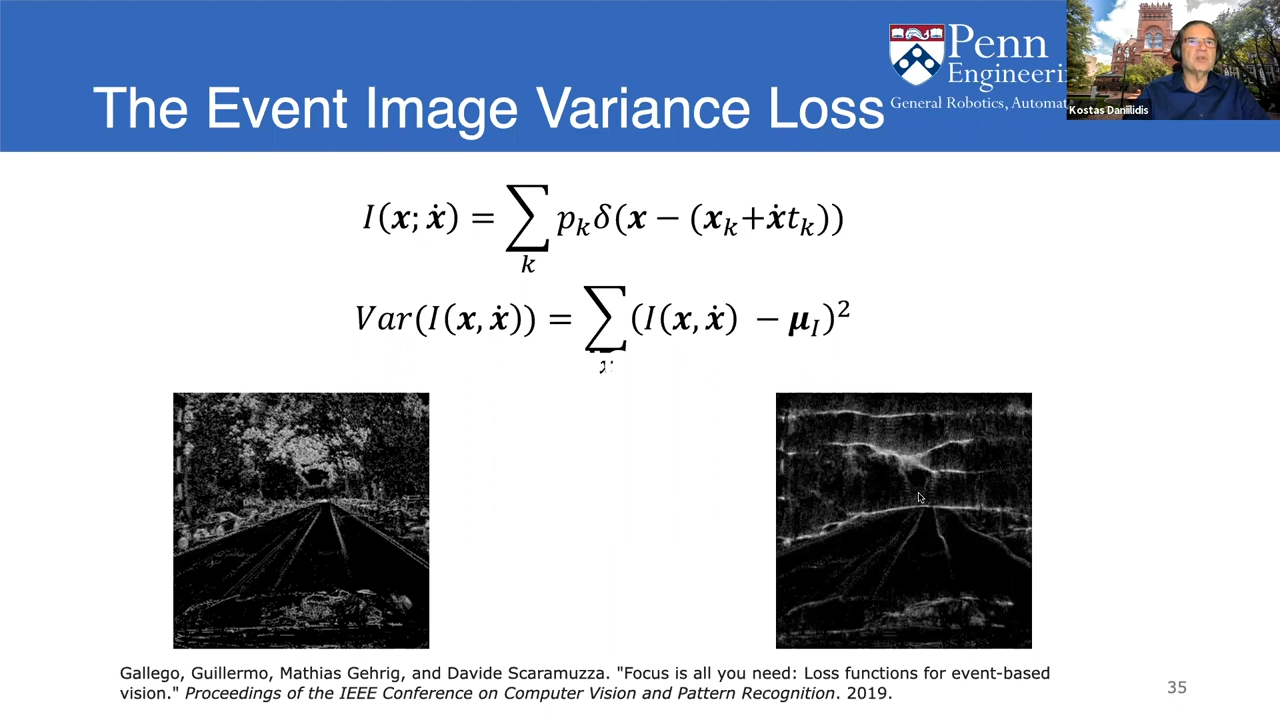 Penn
Engineeri
General Robotics, Automat
Kostas Daniilidis
The Event Image Variance Loss
I(x; ẋ) = ∑ p_k δ(x − (x_k+ẋt_k))
k
Var(I(x, ẋ)) = ∑ (I(x, ẋ) − μ_I)²
Gallego, Guillermo, Mathias Gehrig, and Davide Scaramuzza. "Focus is all you need: Loss functions for event-based
vision." Proceedings of the IEEE Conference on Computer Vision and Pattern Recognition. 2019.
35